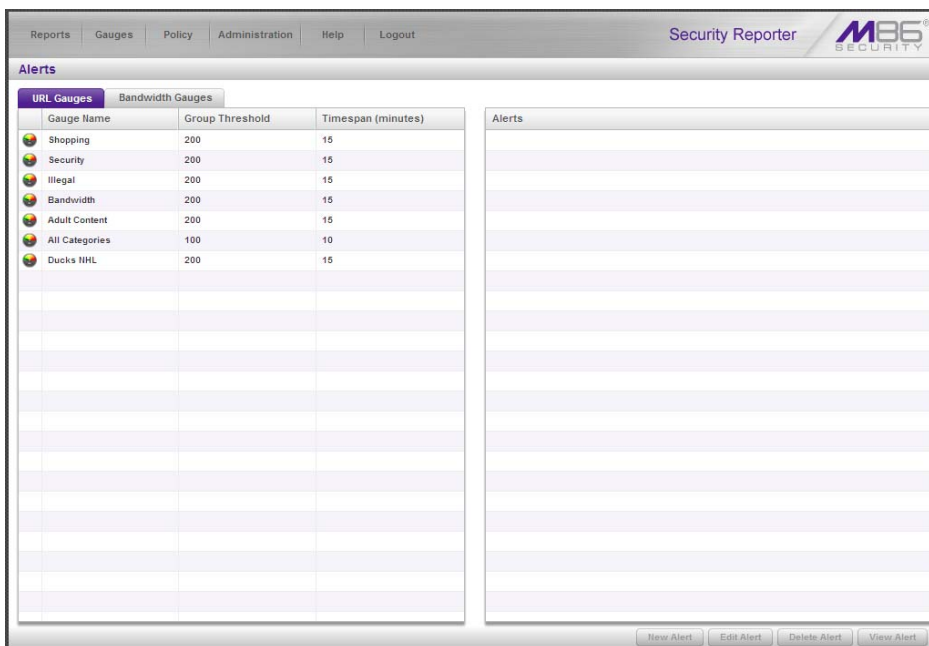 Reports Gauges Policy Administration Help Logout Security Reporter M86® SECURITY
Alerts
URL Gauges Bandwidth Gauges
Gauge Name Group Threshold Timespan (minutes) Alerts
Shopping 200 15
Security 200 15
Illegal 200 15
Bandwidth 200 15
Adult Content 200 15
All Categories 100 10
Ducks NHL 200 15
New Alert Edit Alert Delete Alert View Alert